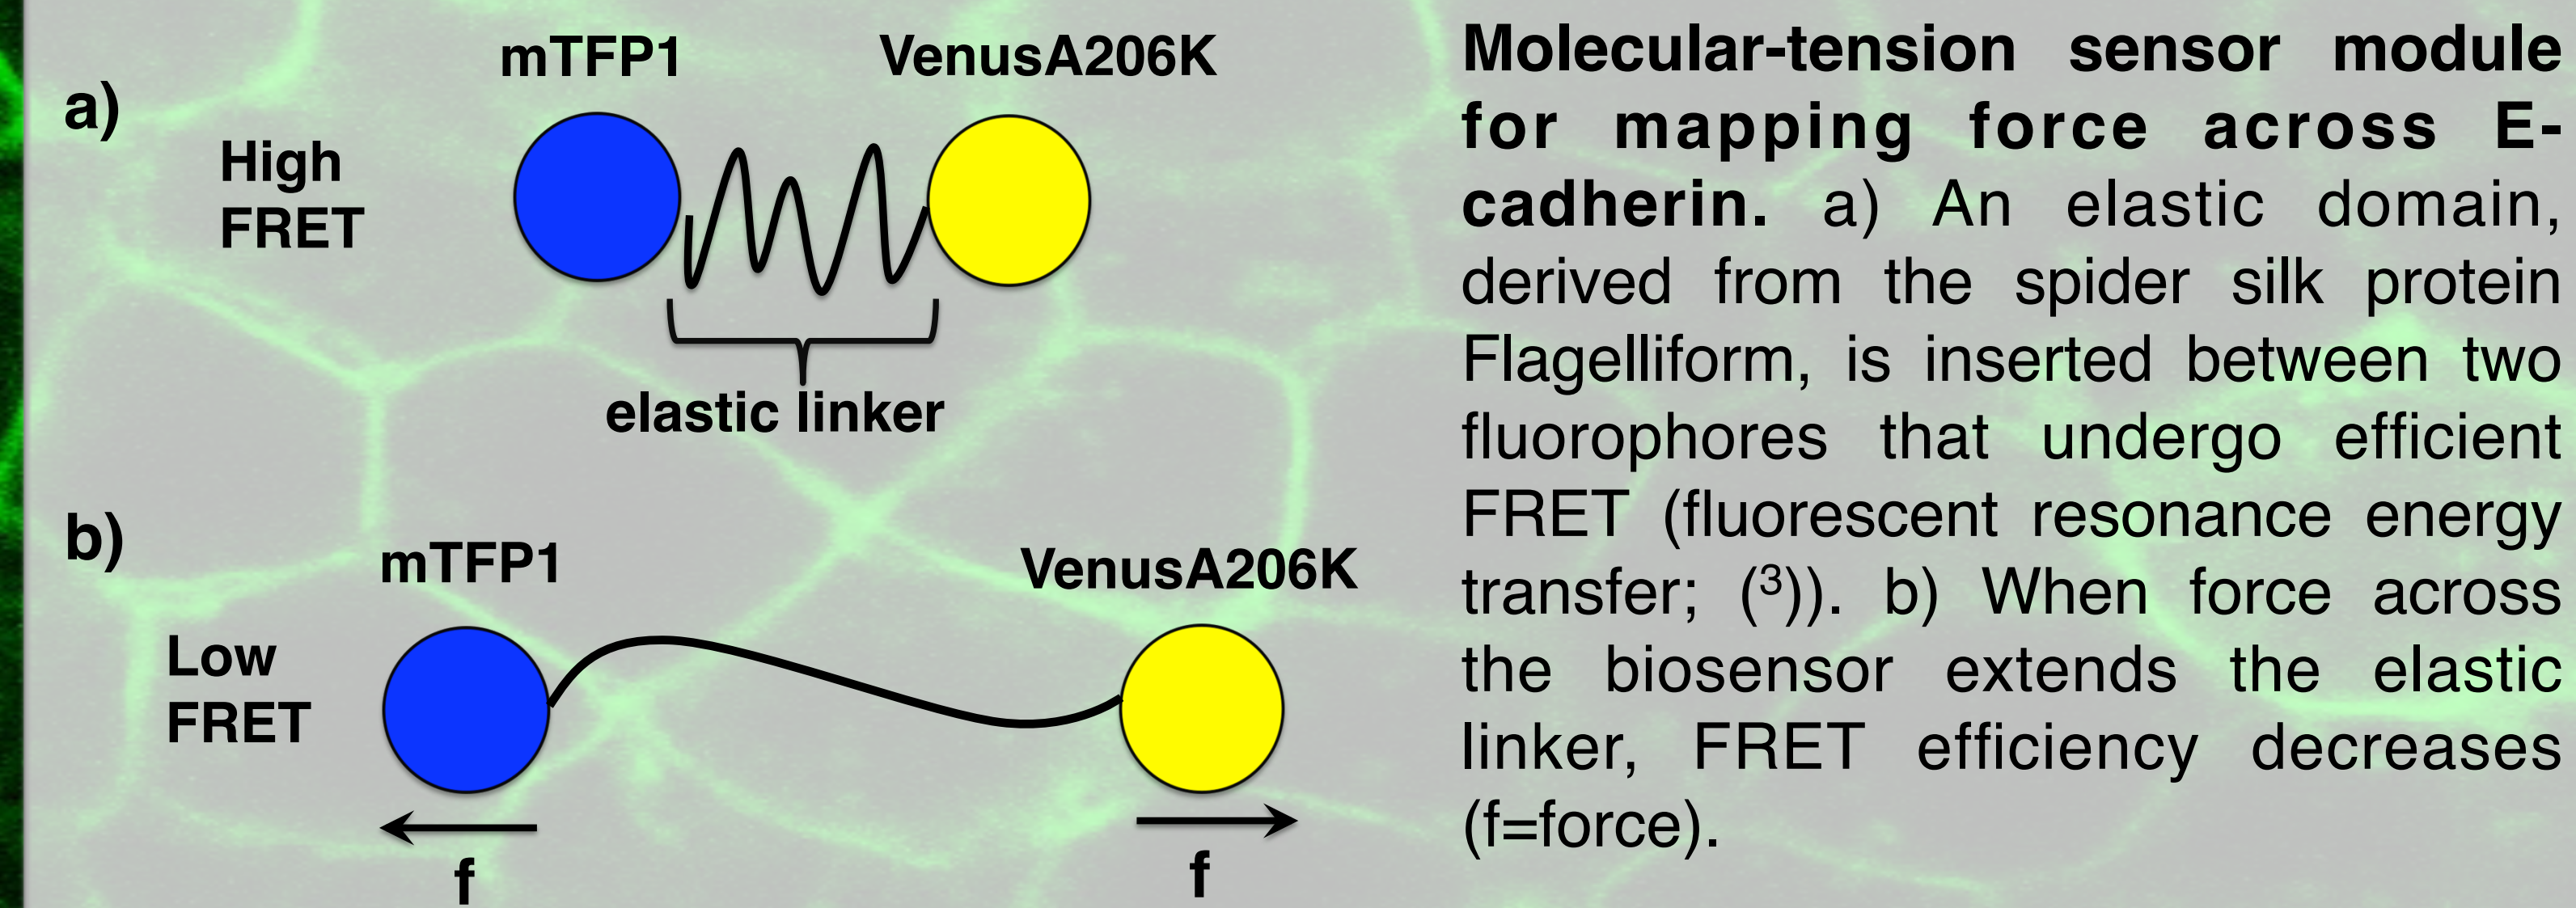 a)
mTFP1
VenusA206K
High
FRET
elastic linker
b)
mTFP1
VenusA206K
Low
FRET
f
f
Molecular-tension sensor module
for mapping force across E-
cadherin. a) An elastic domain,
derived from the spider silk protein
Flagelliform, is inserted between two
fluorophores that undergo efficient
FRET (fluorescent resonance energy
transfer; (³)). b) When force across
the biosensor extends the elastic
linker, FRET efficiency decreases
(f=force).